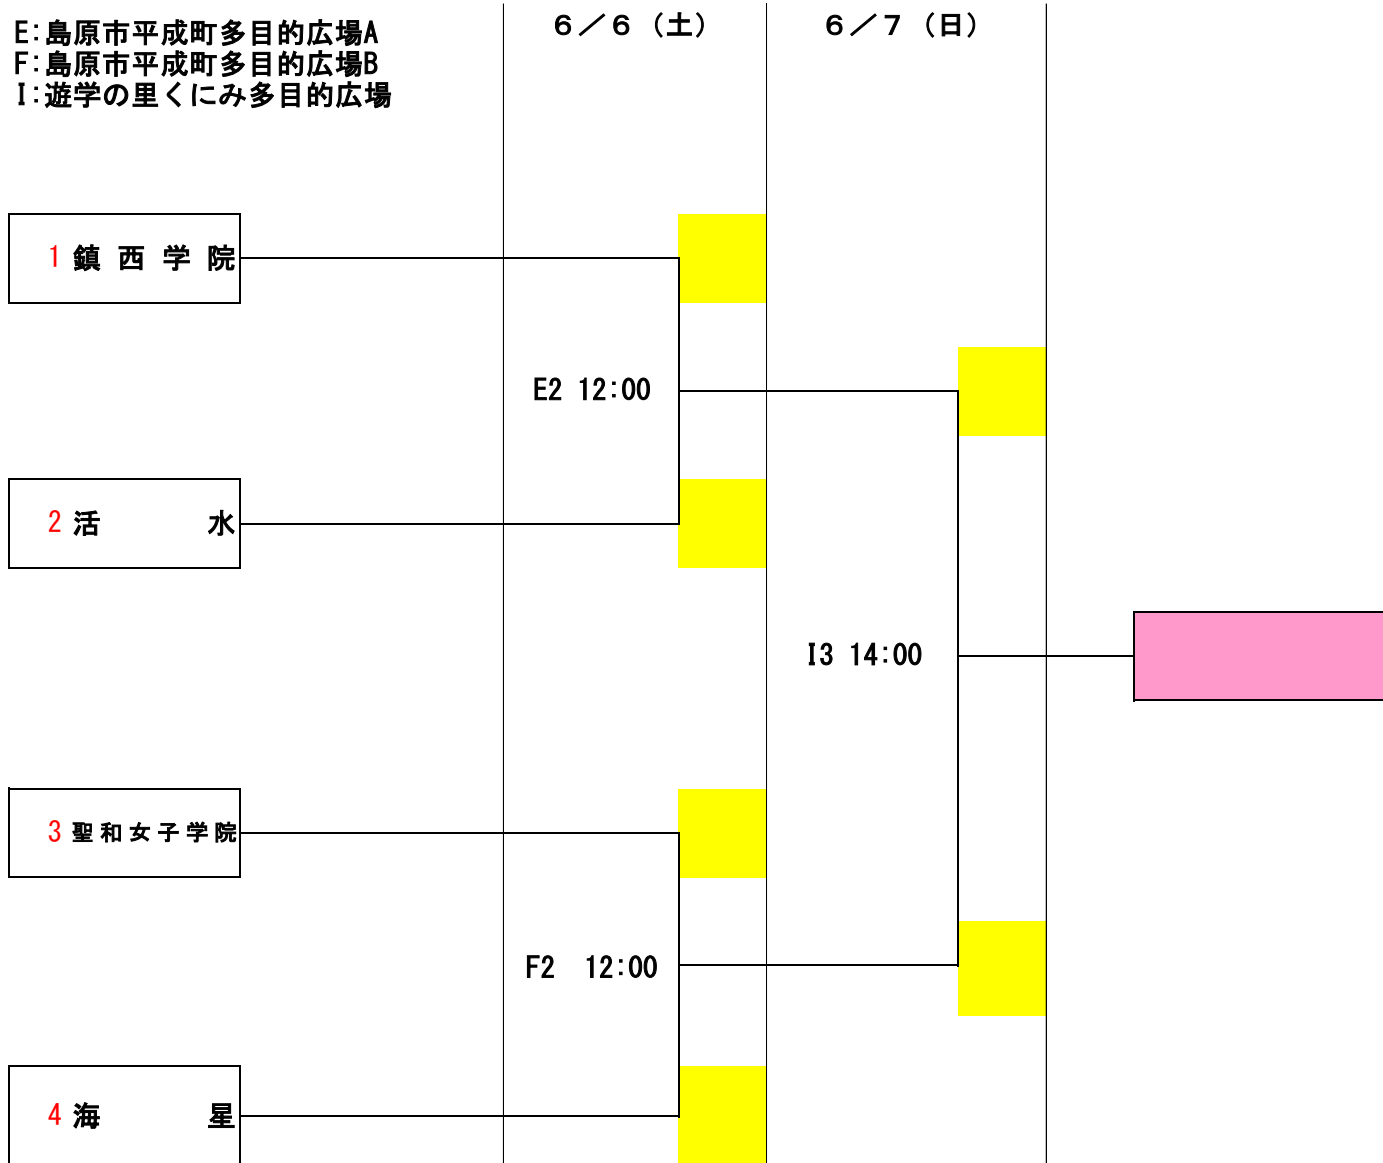 E:島原市平成町多目的広場A
F:島原市平成町多目的広場B
I:遊学の里くにみ多目的広場
６／６（土）
６／７（日）
1 鎮西学院
E2 12:00
2 活水
I3 14:00
3 聖和女子学院
F2 12:00
4 海星